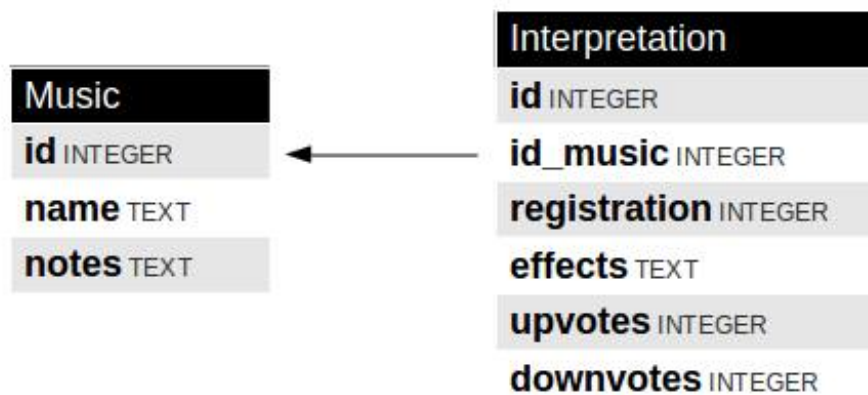 Music
id INTEGER
name TEXT
notes TEXT
Interpretation
id INTEGER
id_music INTEGER
registration INTEGER
effects TEXT
upvotes INTEGER
downvotes INTEGER